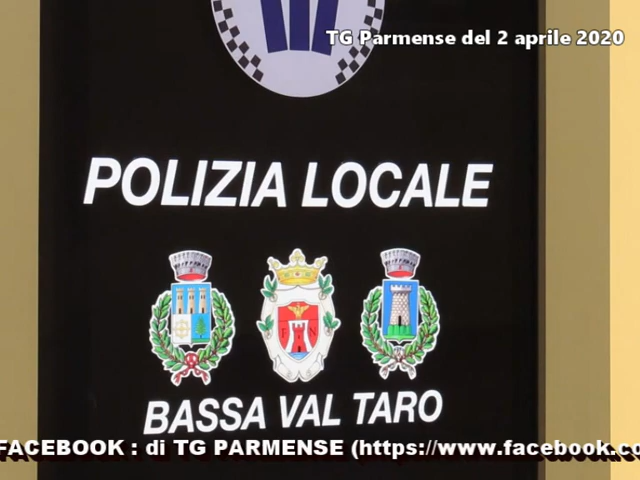 TG Parmense del 2 aprile 2020
POLIZIA LOCALE
F N
BASSA VAL TARO
FACEBOOK : di TG PARMENSE (https://www.facebook.co